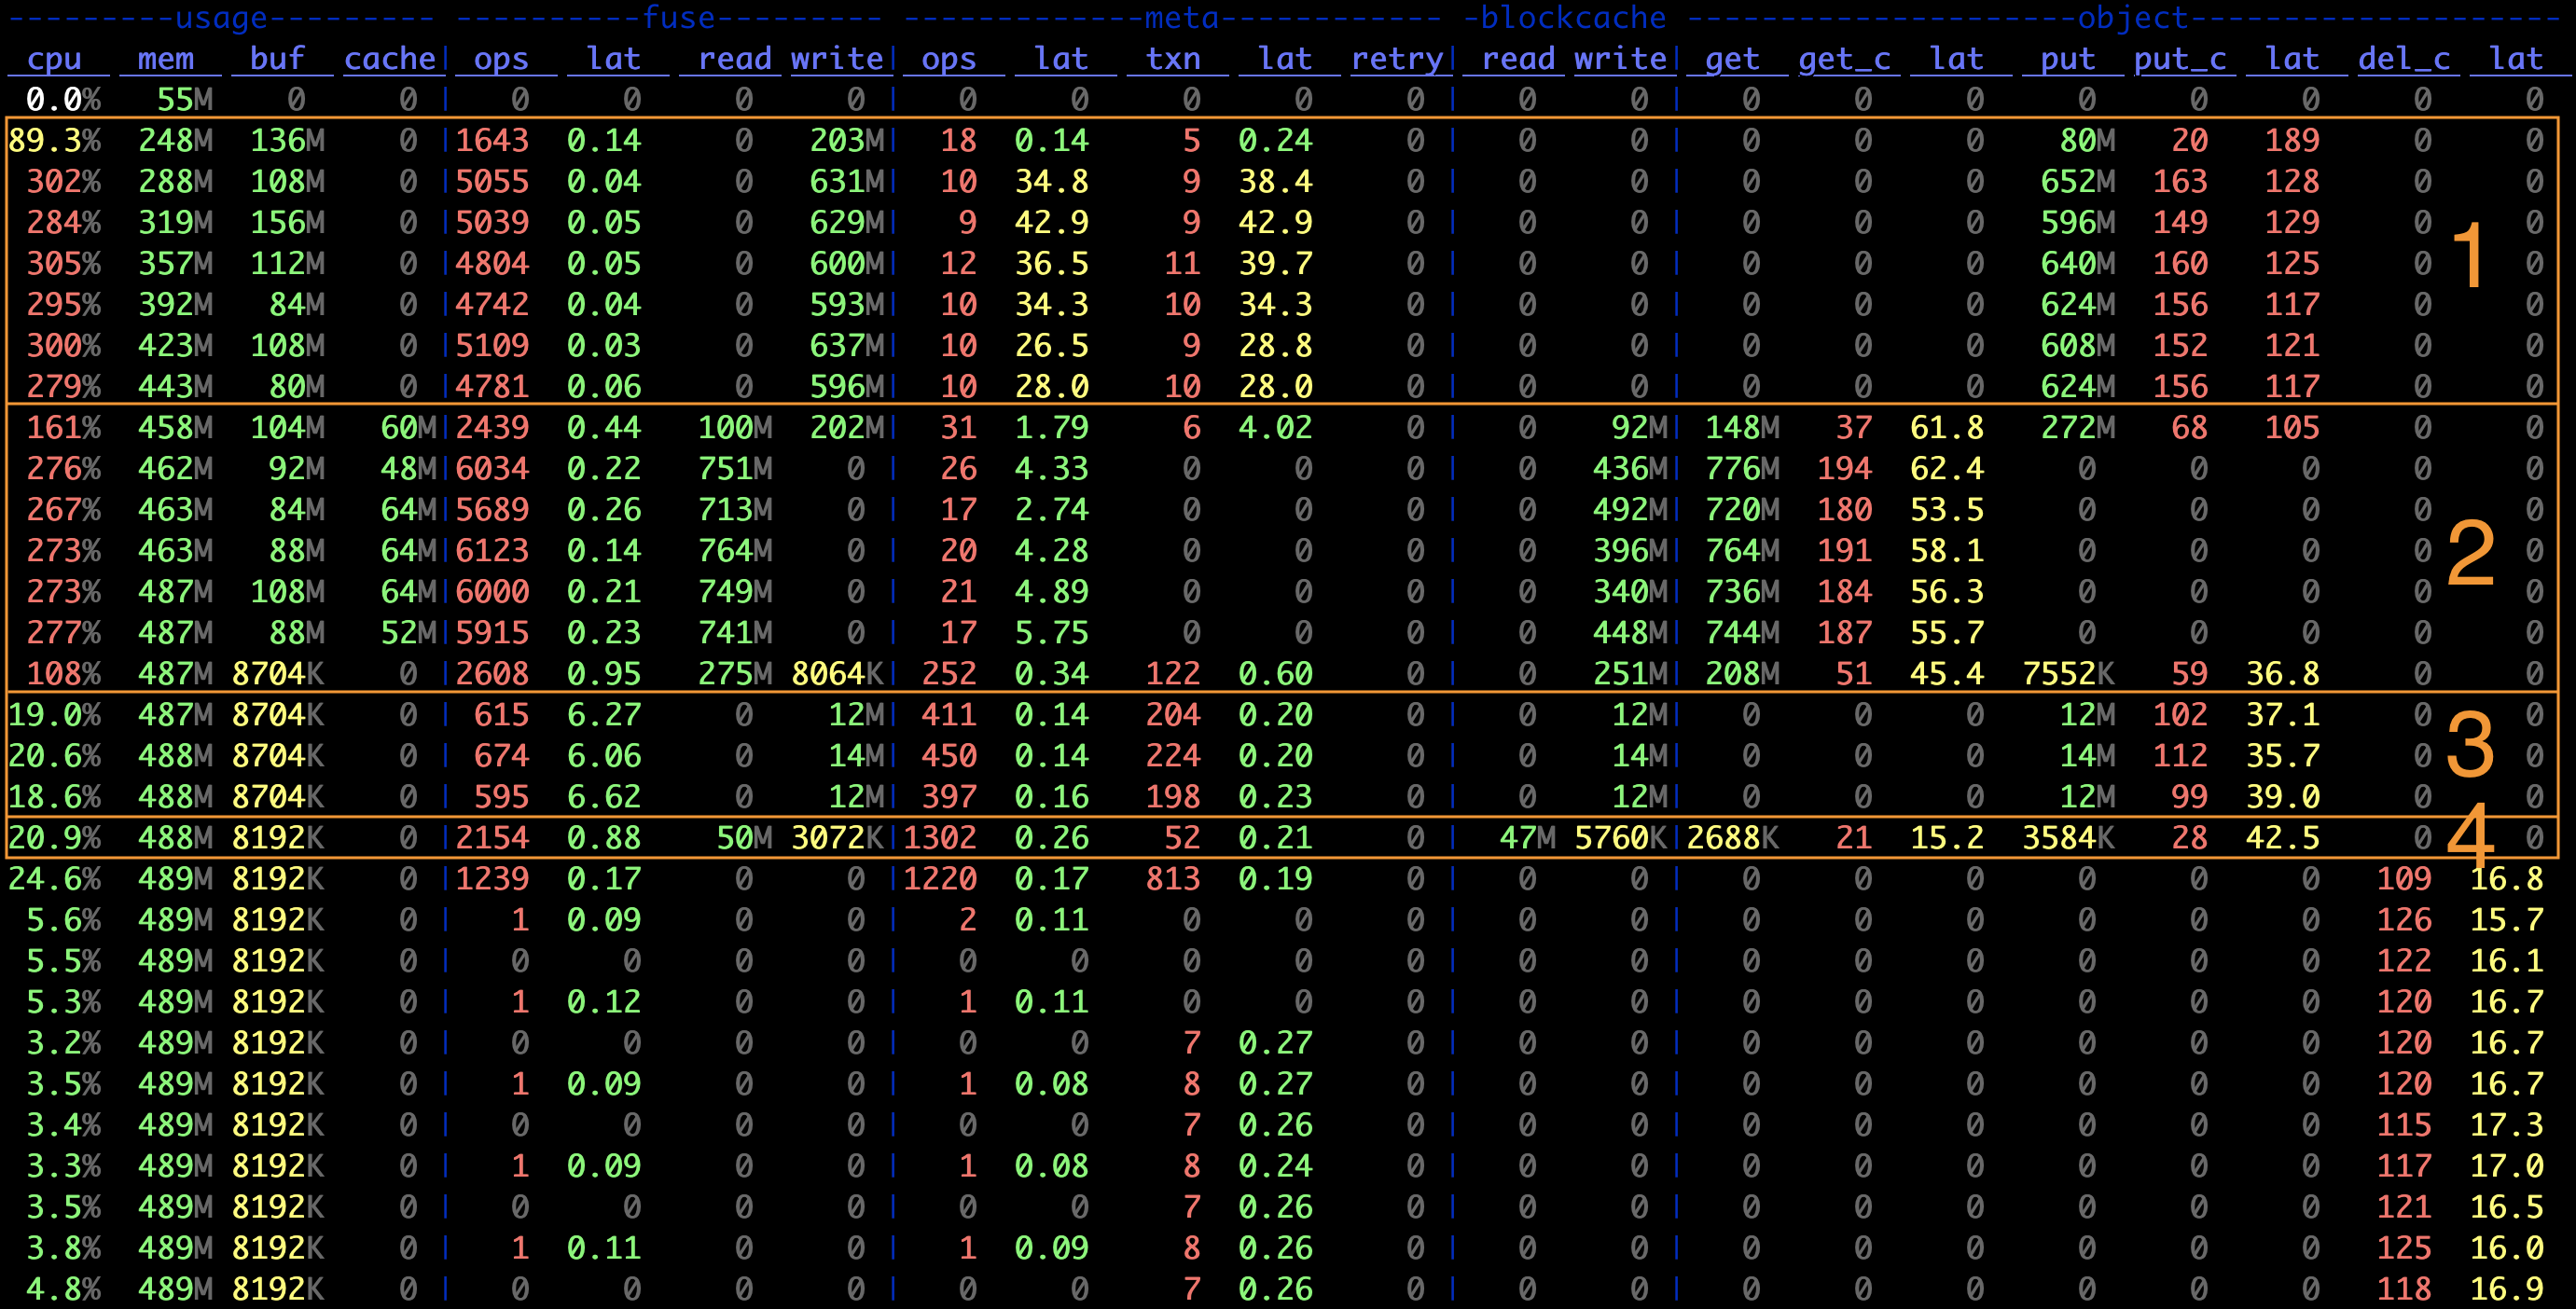 ---------usage--------- ----------fuse--------- ------------meta----------- -blockcache --------------------object-------------------
cpu mem buf cache| ops lat read write| ops lat txn lat retry| read write| get get_c lat put put_c lat del_c lat
0.0% 55M 0 0 | 0 0 0 0 | 0 0 0 0 0 | 0 0 | 0 0 0 0 0 0 0 0
89.3% 248M 136M 0 |1643 0.14 0 203M| 18 0.14 5 0.24 0 | 0 0 | 0 0 0 80M 20 189 0 0
302% 288M 108M 0 |5055 0.04 0 631M| 10 34.8 9 38.4 0 | 0 0 | 0 0 0 652M 163 128 0 0
284% 319M 156M 0 |5039 0.05 0 629M| 9 42.9 9 42.9 0 | 0 0 | 0 0 0 596M 149 129 0 0
1
305% 357M 112M 0 |4804 0.05 0 600M| 12 36.5 11 39.7 0 | 0 0 | 0 0 0 640M 160 125 0 0
295% 392M 84M 0 |4742 0.04 0 593M| 10 34.3 10 34.3 0 | 0 0 | 0 0 0 624M 156 117 0 0
300% 423M 108M 0 |5109 0.03 0 637M| 10 26.5 9 28.8 0 | 0 0 | 0 0 0 608M 152 121 0 0
279% 443M 80M 0 |4781 0.06 0 596M| 10 28.0 10 28.0 0 | 0 0 | 0 0 0 624M 156 117 0 0
161% 458M 104M 60M|2439 0.44 100M 202M| 31 1.79 6 4.02 0 | 0 92M| 148M 37 61.8 272M 68 105 0 0
276% 462M 92M 48M|6034 0.22 751M 0 | 26 4.33 0 0 0 | 0 436M| 776M 194 62.4 0 0 0 0 0
267% 463M 84M 64M|5689 0.26 713M 0 | 17 2.74 0 0 0 | 0 492M| 720M 180 53.5 0 0 0 0 0
273% 463M 88M 64M|6123 0.14 764M 0 | 20 4.28 0 0 0 | 0 396M| 764M 191 58.1 0 0 0 0 0
2
273% 487M 108M 64M|6000 0.21 749M 0 | 21 4.89 0 0 0 | 0 340M| 736M 184 56.3 0 0 0 0 0
277% 487M 88M 52M|5915 0.23 741M 0 | 17 5.75 0 0 0 | 0 448M| 744M 187 55.7 0 0 0 0 0
108% 487M 8704K 0 |2608 0.95 275M 8064K| 252 0.34 122 0.60 0 | 0 251M| 208M 51 45.4 7552K 59 36.8 0 0
19.0% 487M 8704K 0 | 615 6.27 0 12M| 411 0.14 204 0.20 0 | 0 12M| 0 0 0 12M 102 37.1 0 0
3
20.6% 488M 8704K 0 | 674 6.06 0 14M| 450 0.14 224 0.20 0 | 0 14M| 0 0 0 14M 112 35.7 0 0
18.6% 488M 8704K 0 | 595 6.62 0 12M| 397 0.16 198 0.23 0 | 0 12M| 0 0 0 12M 99 39.0 0 0
20.9% 488M 8192K 0 |2154 0.88 50M 3072K|1302 0.26 52 0.21 0 | 47M 5760K|2688K 21 15.2 3584K 28 42.5 0 0
4
24.6% 489M 8192K 0 |1239 0.17 0 0 |1220 0.17 813 0.19 0 | 0 0 | 0 0 0 0 0 0 109 16.8
5.6% 489M 8192K 0 | 1 0.09 0 0 | 2 0.11 0 0 0 | 0 0 | 0 0 0 0 0 0 126 15.7
5.5% 489M 8192K 0 | 0 0 0 0 | 0 0 0 0 0 | 0 0 | 0 0 0 0 0 0 122 16.1
5.3% 489M 8192K 0 | 1 0.12 0 0 | 1 0.11 0 0 0 | 0 0 | 0 0 0 0 0 0 120 16.7
3.2% 489M 8192K 0 | 0 0 0 0 | 0 0 7 0.27 0 | 0 0 | 0 0 0 0 0 0 120 16.7
3.5% 489M 8192K 0 | 1 0.09 0 0 | 1 0.08 8 0.27 0 | 0 0 | 0 0 0 0 0 0 120 16.7
3.4% 489M 8192K 0 | 0 0 0 0 | 0 0 7 0.26 0 | 0 0 | 0 0 0 0 0 0 115 17.3
3.3% 489M 8192K 0 | 1 0.09 0 0 | 1 0.08 8 0.24 0 | 0 0 | 0 0 0 0 0 0 117 17.0
3.5% 489M 8192K 0 | 0 0 0 0 | 0 0 7 0.26 0 | 0 0 | 0 0 0 0 0 0 121 16.5
3.8% 489M 8192K 0 | 1 0.11 0 0 | 1 0.09 8 0.26 0 | 0 0 | 0 0 0 0 0 0 125 16.0
4.8% 489M 8192K 0 | 0 0 0 0 | 0 0 7 0.26 0 | 0 0 | 0 0 0 0 0 0 118 16.9